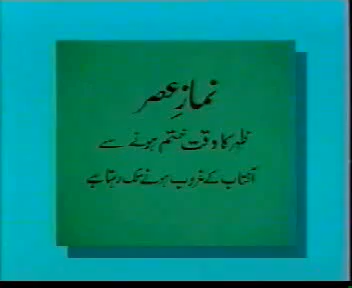 نمازِ عصر
ظہر کا وقت ختم ہونے سے
آفتاب کے غروب ہونے تک رہتا ہے